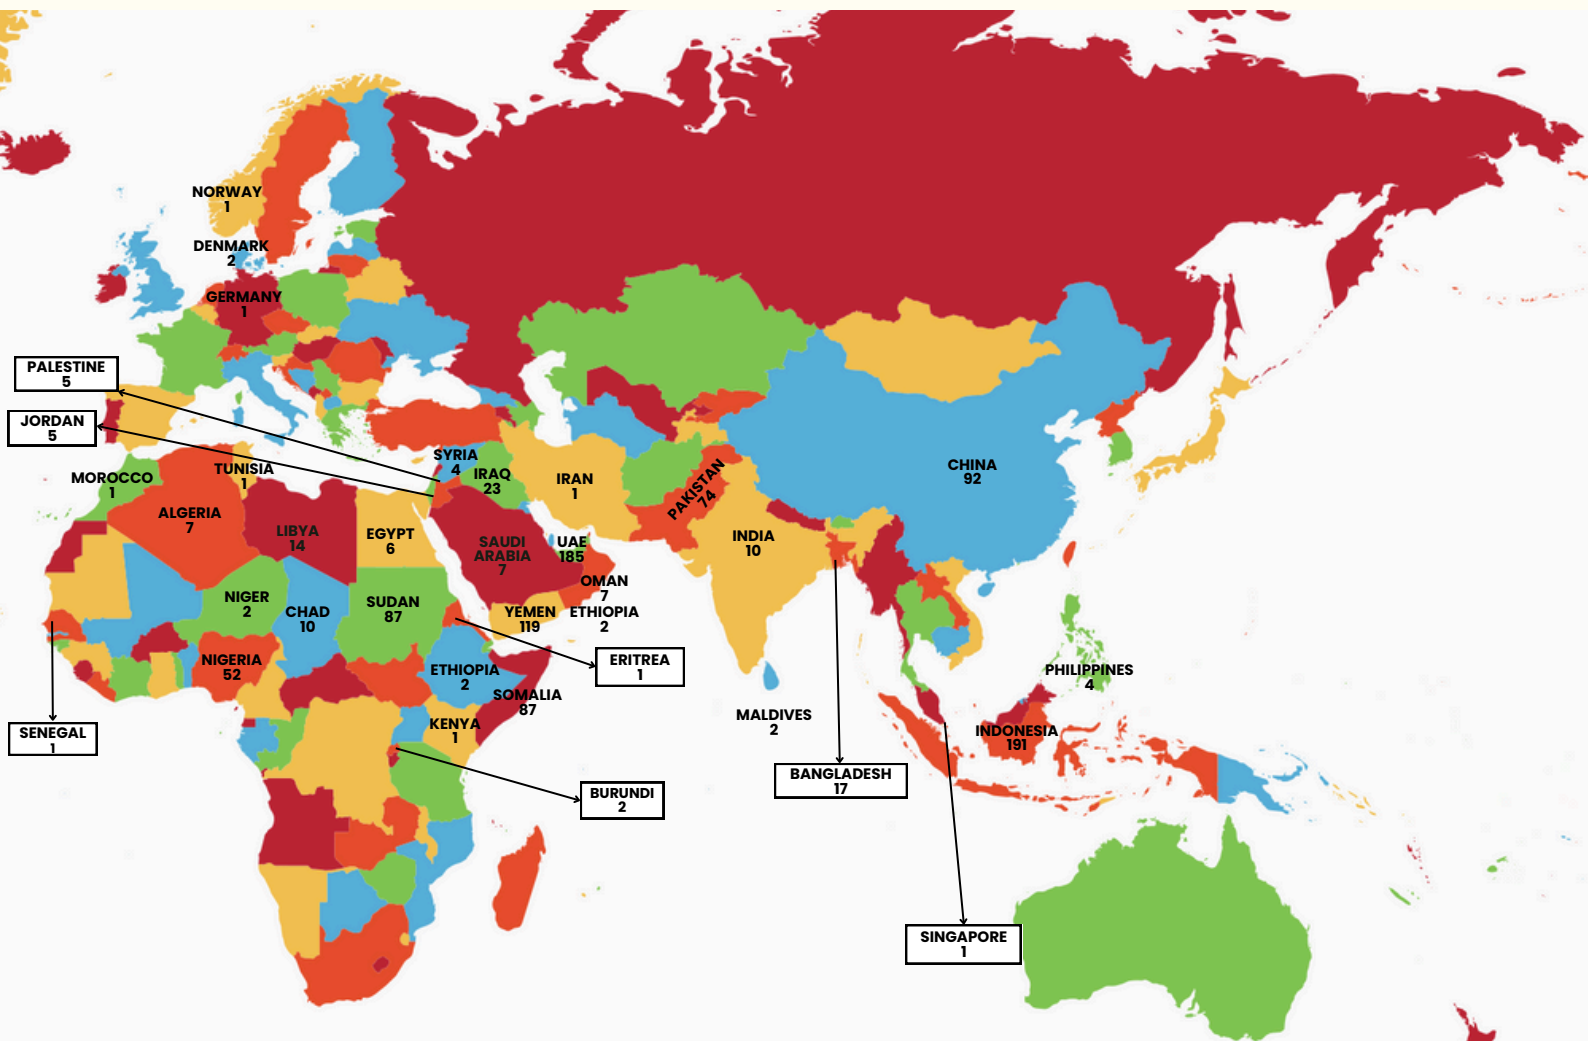 NORWAY
1
DENMARK
2
GERMANY
1
PALESTINE
5
JORDAN
5
SYRIA
4
IRAQ
23
IRAN
1
PAKISTAN
74
CHINA
92
MOROCCO
1
TUNISIA
1
ALGERIA
7
LIBYA
14
EGYPT
6
SAUDI
ARABIA
7
UAE
185
INDIA
10
OMAN
7
NIGER
2
CHAD
10
SUDAN
87
YEMEN
119
ETHIOPIA
2
NIGERIA
52
ETHIOPIA
2
ERITREA
1
SOMALIA
87
PHILIPPINES
4
SENEGAL
1
KENYA
1
MALDIVES
2
INDONESIA
191
BANGLADESH
17
BURUNDI
2
SINGAPORE
1